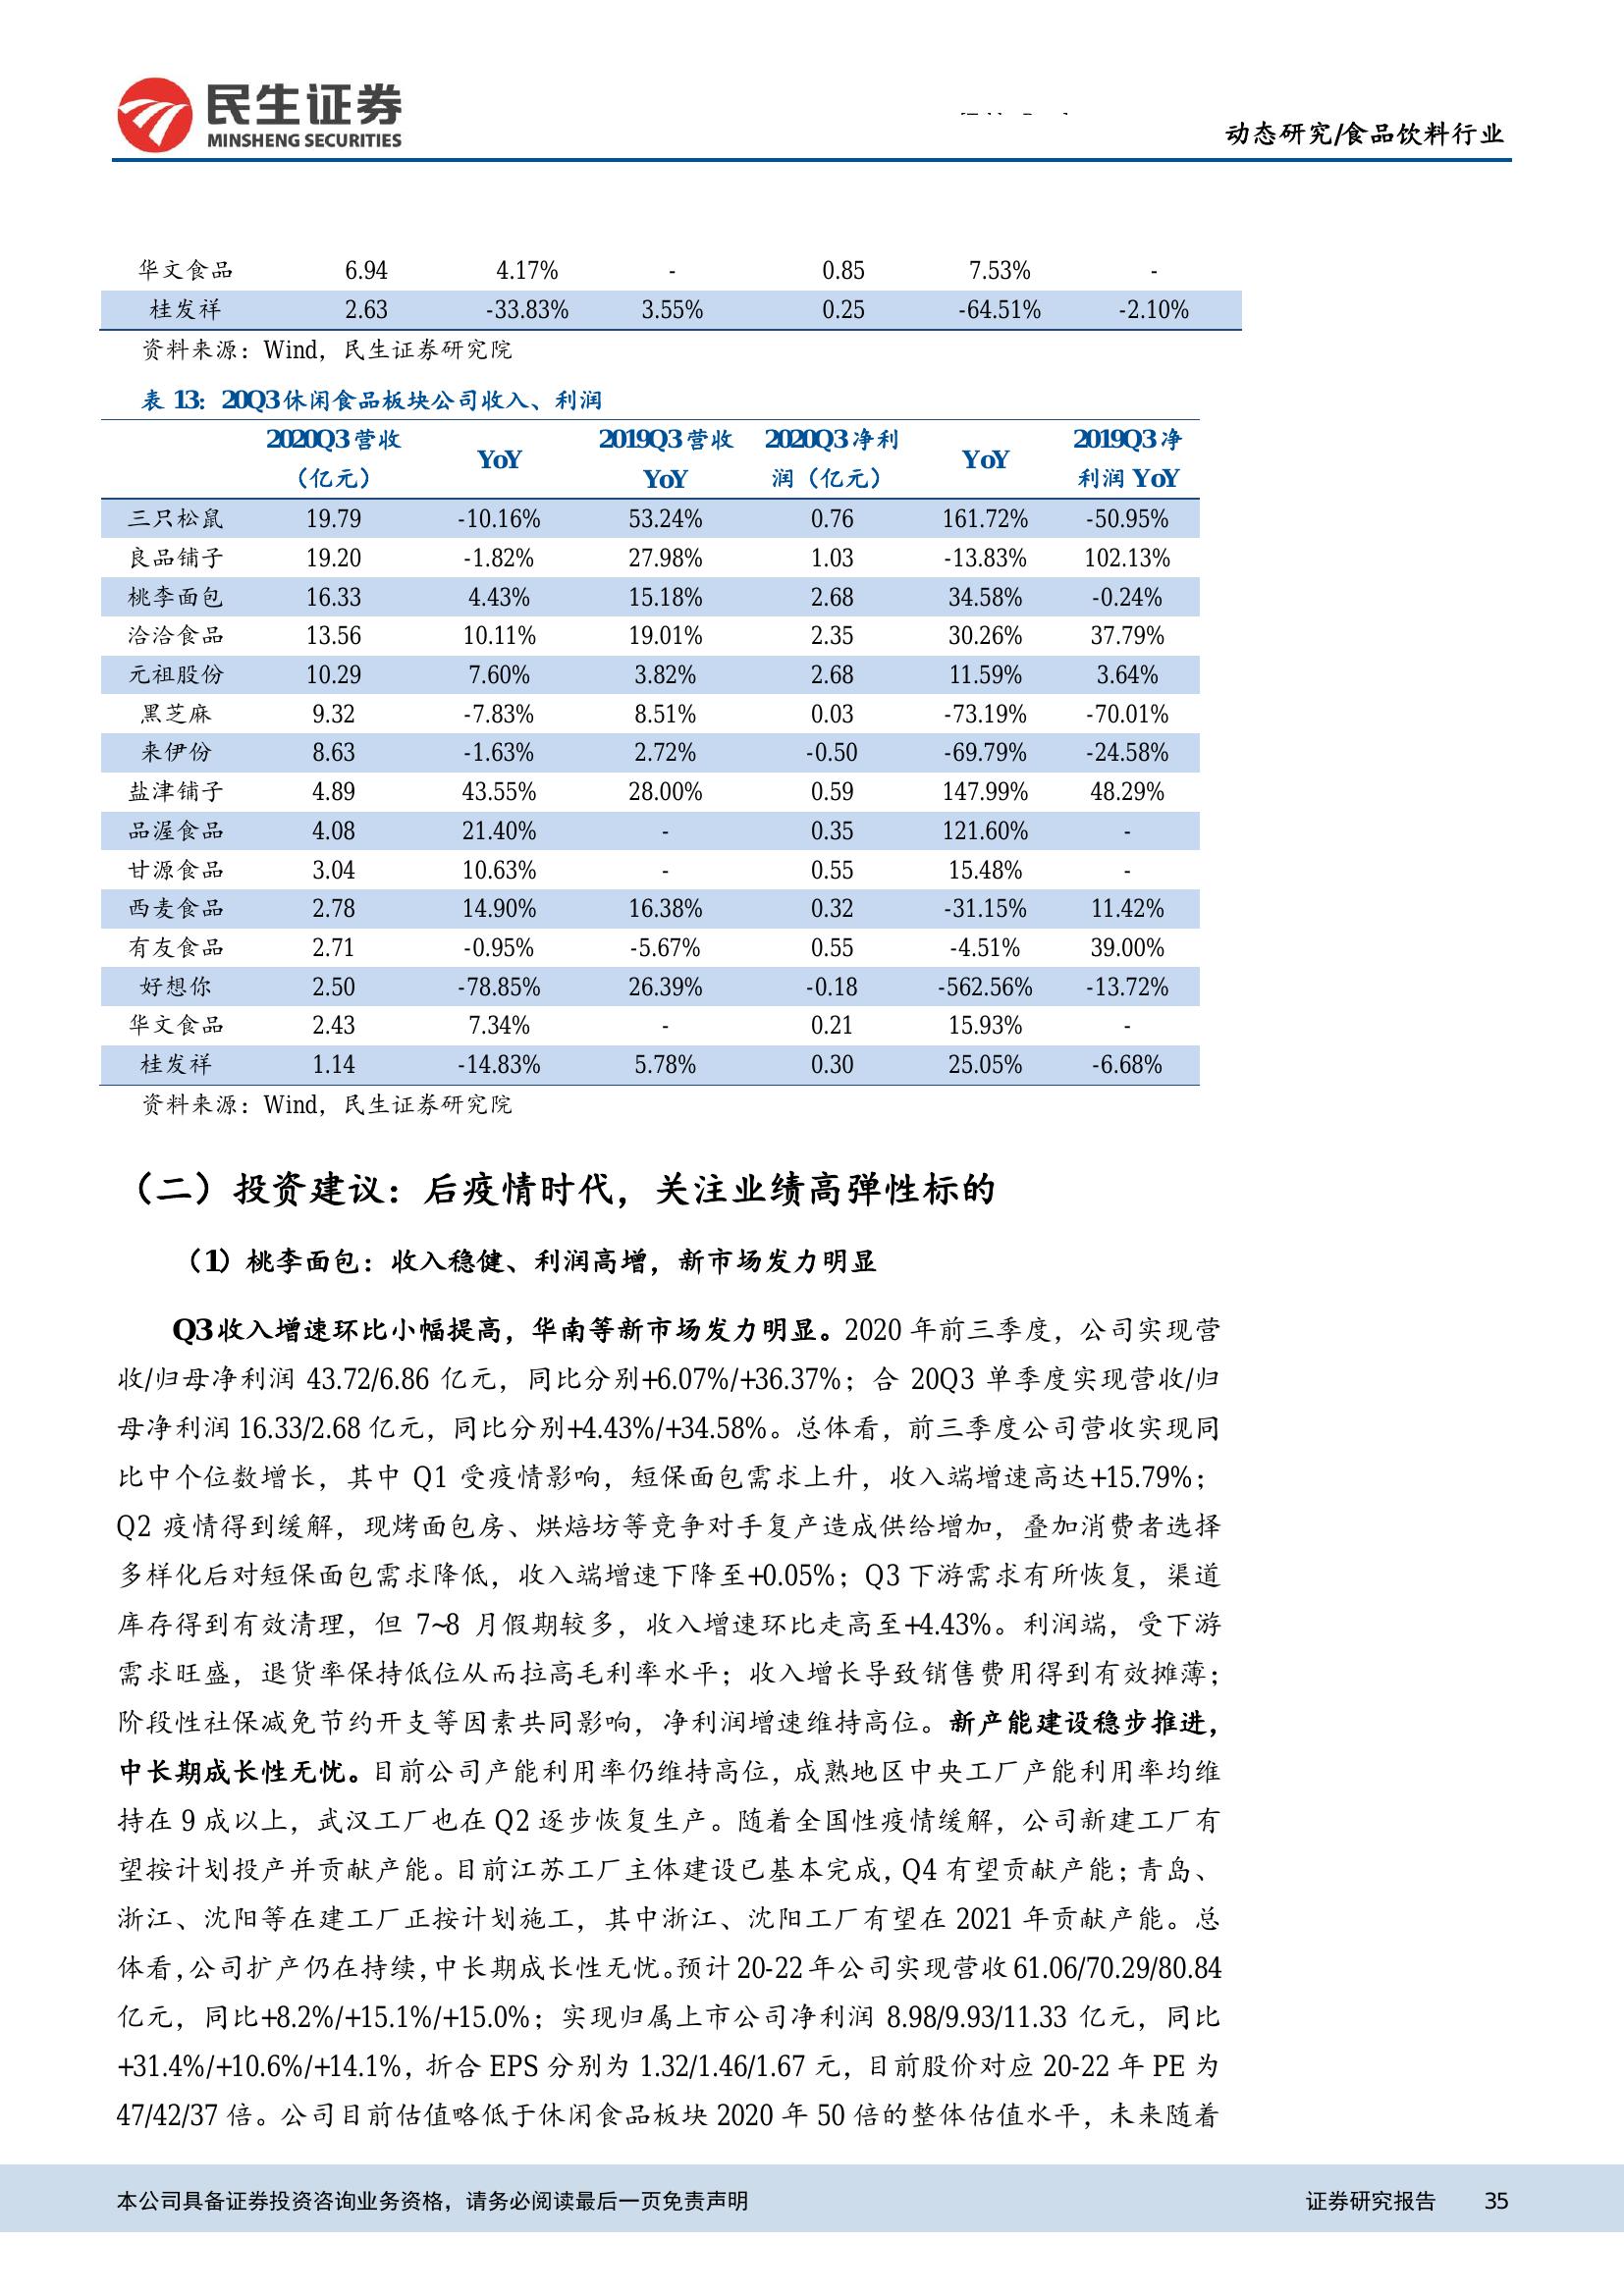 民生证券
MINSHENG SECURITIES
动态研究/食品饮料行业
华文食品 6.94 4.17% - 0.85 7.53% -
桂发祥 2.63 -33.83% 3.55% 0.25 -64.51% -2.10%
资料来源：Wind，民生证券研究院
表 13：20Q3休闲食品板块公司收入、利润
2020Q3 营收 2019Q3 营收 2020Q3 净利 2019Q3 净
YoY YoY
（亿元） YoY 润（亿元） 利润 YoY
三只松鼠 19.79 -10.16% 53.24% 0.76 161.72% -50.95%
良品铺子 19.20 -1.82% 27.98% 1.03 -13.83% 102.13%
桃李面包 16.33 4.43% 15.18% 2.68 34.58% -0.24%
洽洽食品 13.56 10.11% 19.01% 2.35 30.26% 37.79%
元祖股份 10.29 7.60% 3.82% 2.68 11.59% 3.64%
黑芝麻 9.32 -7.83% 8.51% 0.03 -73.19% -70.01%
来伊份 8.63 -1.63% 2.72% -0.50 -69.79% -24.58%
盐津铺子 4.89 43.55% 28.00% 0.59 147.99% 48.29%
品渥食品 4.08 21.40% - 0.35 121.60% -
甘源食品 3.04 10.63% - 0.55 15.48% -
西麦食品 2.78 14.90% 16.38% 0.32 -31.15% 11.42%
有友食品 2.71 -0.95% -5.67% 0.55 -4.51% 39.00%
好想你 2.50 -78.85% 26.39% -0.18 -562.56% -13.72%
华文食品 2.43 7.34% - 0.21 15.93% -
桂发祥 1.14 -14.83% 5.78% 0.30 25.05% -6.68%
资料来源：Wind，民生证券研究院
（二）投资建议：后疫情时代，关注业绩高弹性标的
（1）桃李面包：收入稳健、利润高增，新市场发力明显
Q3收入增速环比小幅提高，华南等新市场发力明显。2020 年前三季度，公司实现营
收/归母净利润 43.72/6.86 亿元，同比分别+6.07%/+36.37%；合 20Q3 单季度实现营收/归
母净利润 16.33/2.68 亿元，同比分别+4.43%/+34.58%。总体看，前三季度公司营收实现同
比中个位数增长，其中 Q1 受疫情影响，短保面包需求上升，收入端增速高达+15.79%；
Q2 疫情得到缓解，现烤面包房、烘焙坊等竞争对手复产造成供给增加，叠加消费者选择
多样化后对短保面包需求降低，收入端增速下降至+0.05%；Q3 下游需求有所恢复，渠道
库存得到有效清理，但 7~8 月假期较多，收入增速环比走高至+4.43%。利润端，受下游
需求旺盛，退货率保持低位从而拉高毛利率水平；收入增长导致销售费用得到有效摊薄；
阶段性社保减免节约开支等因素共同影响，净利润增速维持高位。新产能建设稳步推进，
中长期成长性无忧。目前公司产能利用率仍维持高位，成熟地区中央工厂产能利用率均维
持在 9 成以上，武汉工厂也在 Q2 逐步恢复生产。随着全国性疫情缓解，公司新建工厂有
望按计划投产并贡献产能。目前江苏工厂主体建设已基本完成，Q4 有望贡献产能；青岛、
浙江、沈阳等在建工厂正按计划施工，其中浙江、沈阳工厂有望在 2021 年贡献产能。总
体看，公司扩产仍在持续，中长期成长性无忧。预计 20-22 年公司实现营收 61.06/70.29/80.84
亿元，同比+8.2%/+15.1%/+15.0%；实现归属上市公司净利润 8.98/9.93/11.33 亿元，同比
+31.4%/+10.6%/+14.1%，折合 EPS 分别为 1.32/1.46/1.67 元，目前股价对应 20-22 年 PE 为
47/42/37 倍。公司目前估值略低于休闲食品板块 2020 年 50 倍的整体估值水平，未来随着
本公司具备证券投资咨询业务资格，请务必阅读最后一页免责声明 证券研究报告 35